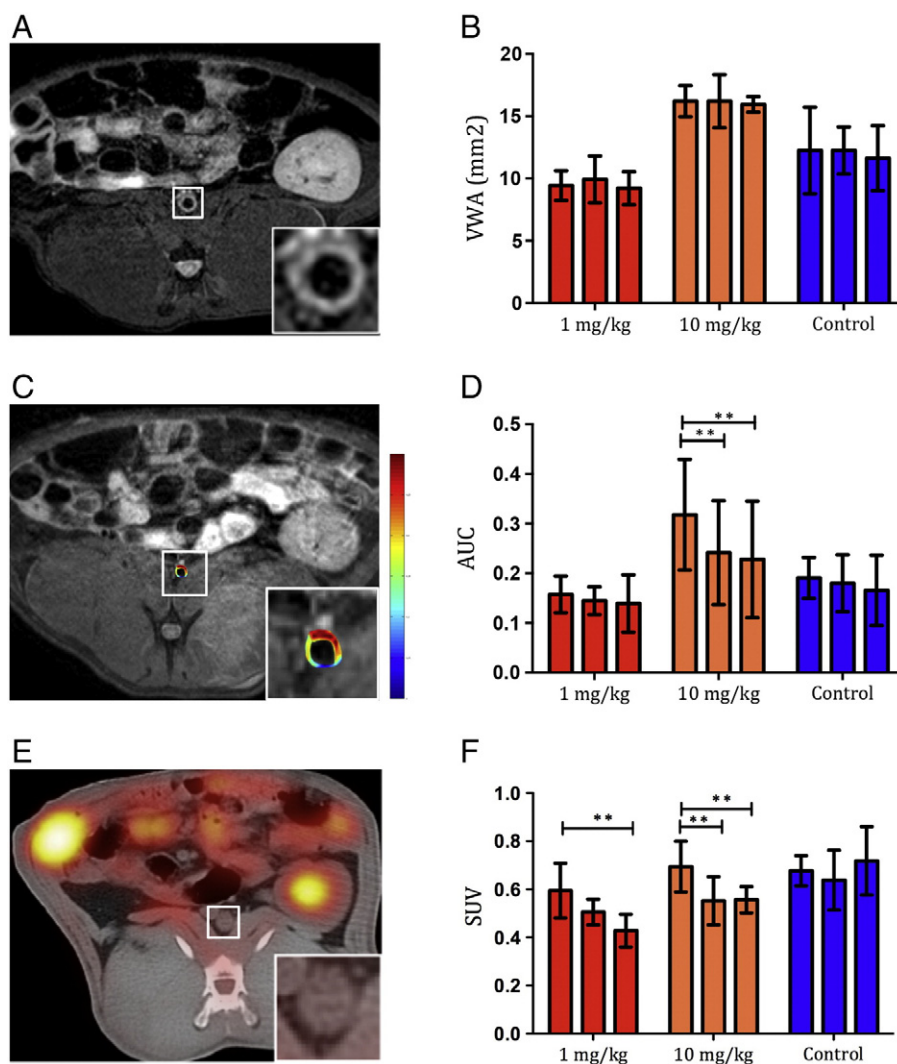 A
B
VWA (mm2)
20
15
10
5
0
1 mg/kg
10 mg/kg
Control
C
D
AUC
0.5
0.4
0.3
0.2
0.1
0.0
**
**
1 mg/kg
10 mg/kg
Control
E
F
SUV
1.0
0.8
0.6
0.4
0.2
0.0
**
**
**
1 mg/kg
10 mg/kg
Control